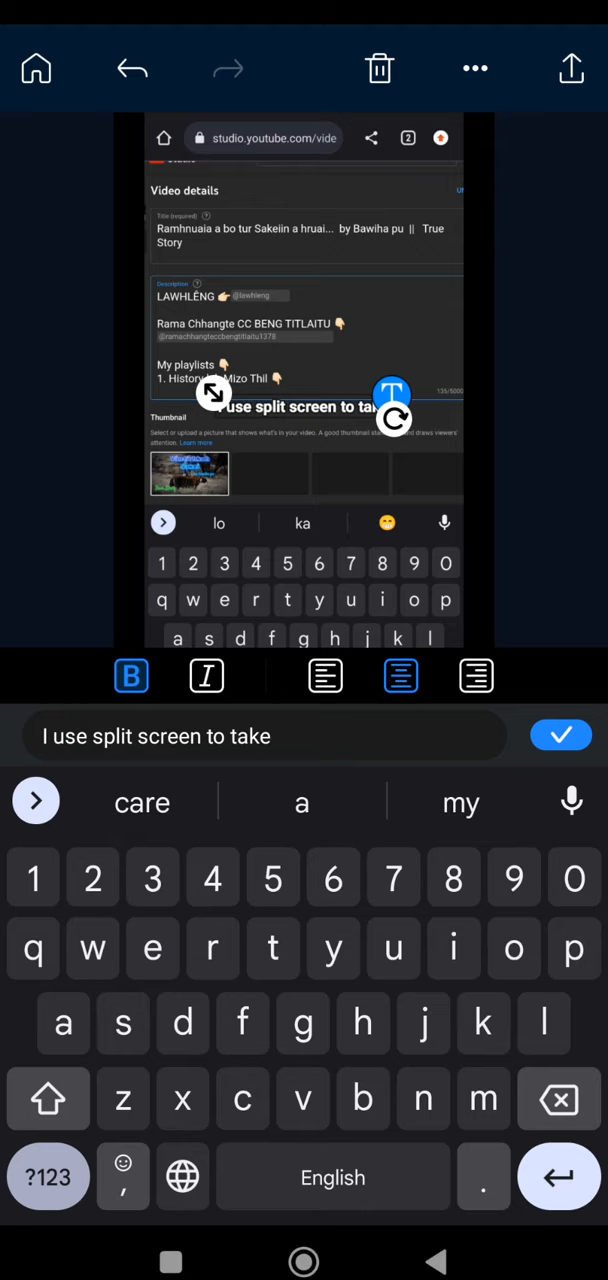 studio.youtube.com/vide
2
Video details
UN
Title (required)
Ramhnuaia a bo tur Sakeiin a hruai... by Bawiha pu || True
Story
Description
LAWHLÊNG 👉🏻 @lawhleng
Rama Chhangte CC BENG TITLAITU 👇🏻
@ramachhangteccbengtitlaitu1378
My playlists 👇🏻
1. History Mizo Thil 👇🏻
135/5000
I use split screen to ta
T
Thumbnail
Select or upload a picture that shows what's in your video. A good thumbnail draws viewers'
attention. Learn more
lo ka 😁
1 2 3 4 5 6 7 8 9 0
q w e r t y u i o p
a s d f g h j k l
B I
I use split screen to take
care a my
1 2 3 4 5 6 7 8 9 0
q w e r t y u i o p
a s d f g h j k l
z x c v b n m
?123 , English .